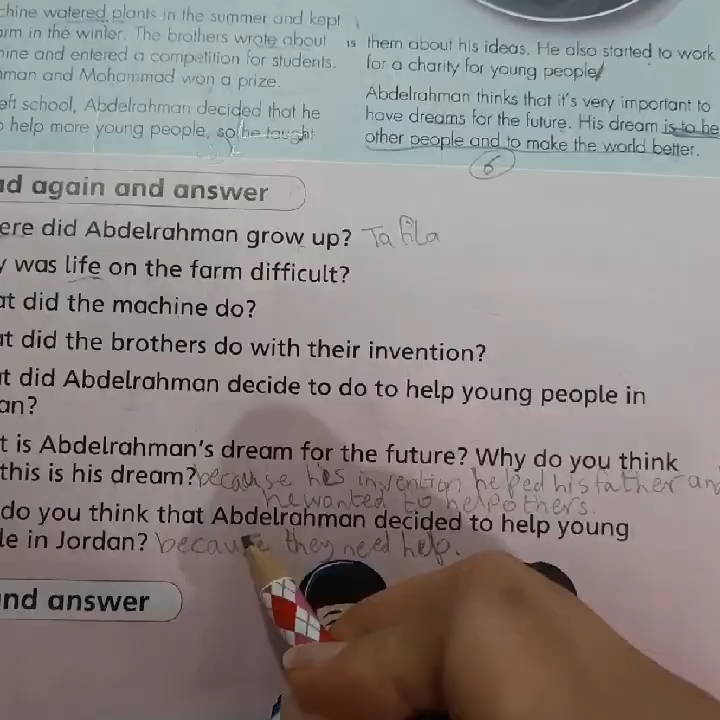 chine watered plants in the summer and kept
arm in the winter. The brothers wrote about
nine and entered a competition for students.
hman and Mohammad won a prize.
eft school, Abdelrahman decided that he
o help more young people, so he taught
15 them about his ideas. He also started to work
for a charity for young people
Abdelrahman thinks that it's very important to
have dreams for the future. His dream is to help
other people and to make the world better.
6
ad again and answer
ere did Abdelrahman grow up? Tafila
y was life on the farm difficult?
at did the machine do?
at did the brothers do with their invention?
t did Abdelrahman decide to do to help young people in
an?
t is Abdelrahman's dream for the future? Why do you think
this is his dream? because his invention helped his father and
he wanted to help others.
do you think that Abdelrahman decided to help young
le in Jordan? because they need help.
nd answer